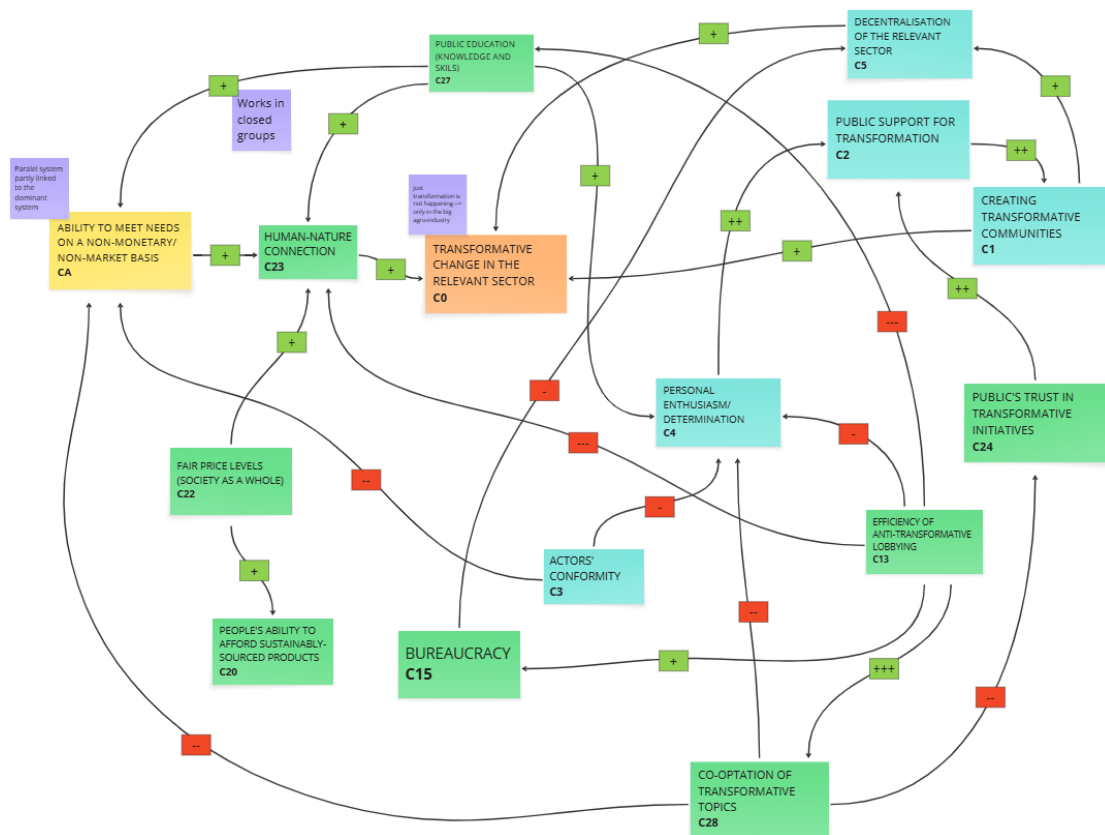 PUBLIC EDUCATION
(KNOWLEDGE AND
SKILS)
C27
DECENTRALISATION
OF THE RELEVANT
SECTOR
C5
+
+
Works in
closed
groups
+
+
+
PUBLIC SUPPORT FOR
TRANSFORMATION
C2
++
Paralel system
partly linked
to the
dominant
system
ABILITY TO MEET NEEDS
ON A NON-MONETARY/
NON-MARKET BASIS
CA
+
HUMAN-NATURE
CONNECTION
C23
+
Just
transformation is
not happening -->
only in the big
agro-industry
TRANSFORMATIVE
CHANGE IN THE
RELEVANT SECTOR
C0
++
+
CREATING
TRANSFORMATIVE
COMMUNITIES
C1
++
---
+
-
PERSONAL
ENTHUSIASM/
DETERMINATION
C4
PUBLIC'S TRUST IN
TRANSFORMATIVE
INITIATIVES
C24
---
-
FAIR PRICE LEVELS
(SOCIETY AS A WHOLE)
C22
--
-
EFFICIENCY OF
ANTI-TRANSFORMATIVE
LOBBYING
C13
+
ACTORS'
CONFORMITY
C3
--
PEOPLE'S ABILITY TO
AFFORD SUSTAINABLY-
SOURCED PRODUCTS
C20
BUREAUCRACY
C15
+
+++
--
--
CO-OPTATION OF
TRANSFORMATIVE
TOPICS
C28